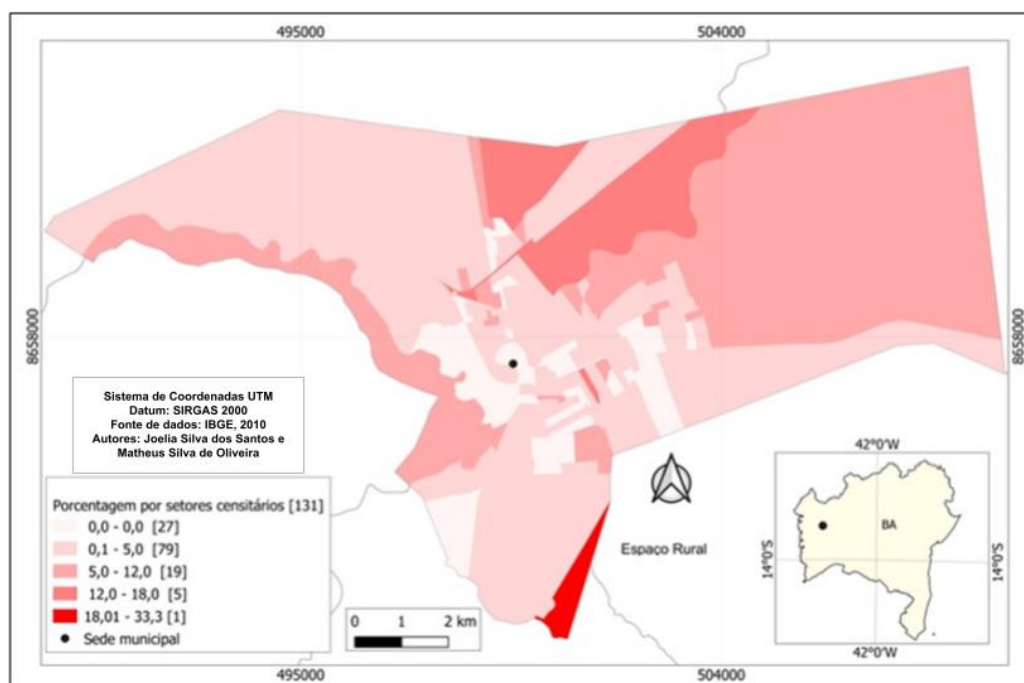 495000
504000
8658000
8658000
Sistema de Coordenadas UTM
Datum: SIRGAS 2000
Fonte de dados: IBGE, 2010
Autores: Joelia Silva dos Santos e
Matheus Silva de Oliveira
Porcentagem por setores censitários [131]
0,0 - 0,0 [27]
0,1 - 5,0 [79]
5,0 - 12,0 [19]
12,0 - 18,0 [5]
18,01 - 33,3 [1]
Sede municipal
0 1 2 km
Espaço Rural
42°0'W
14°0'S
BA
14°0'S
42°0'W
495000
504000